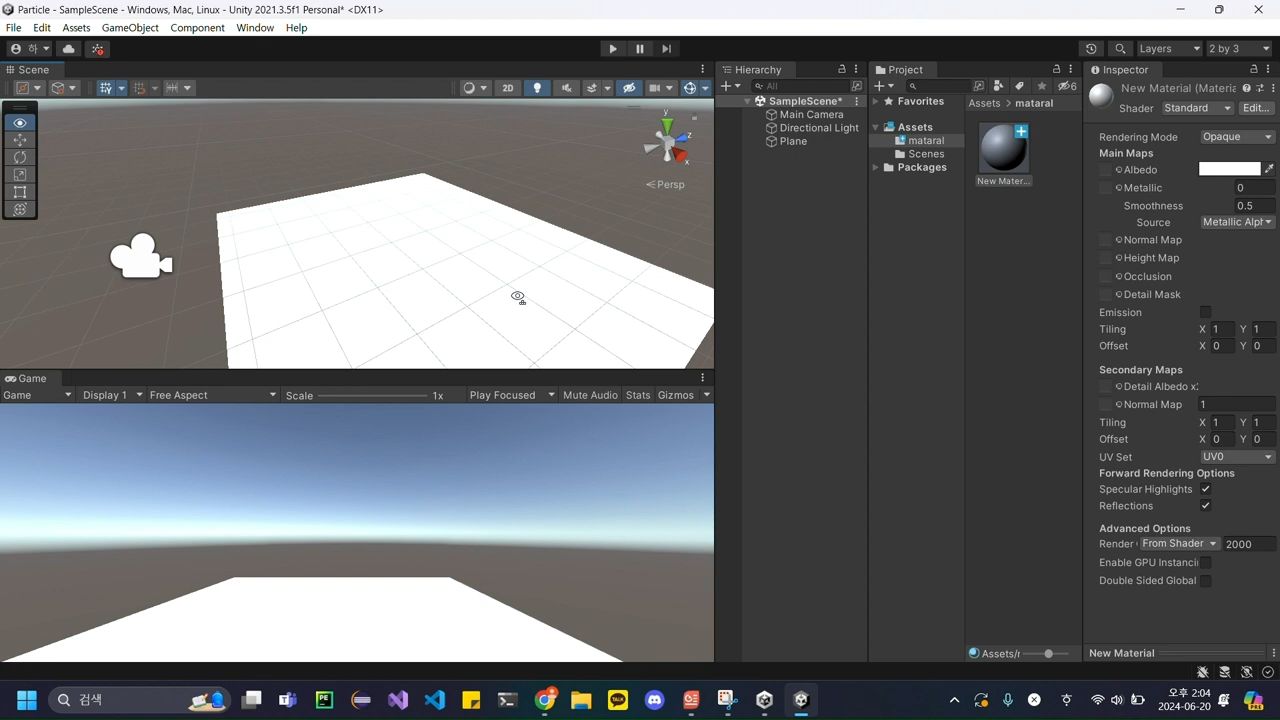 Particle - SampleScene - Windows, Mac, Linux - Unity 2021.3.5f1 Personal* <DX11>
File Edit Assets GameObject Component Window Help
하 Layers 2 by 3
Scene
2D
y
z
x
Persp
Game
Game Display 1 Free Aspect Scale 1x Play Focused Mute Audio Stats Gizmos
Hierarchy
All
SampleScene*
Main Camera
Directional Light
Plane
Project
6
Favorites
Assets
mataral
Scenes
Packages
Assets > mataral
New Mater...
Assets/r
Inspector
New Material (Materia
Shader Standard Edit...
Rendering Mode Opaque
Main Maps
Albedo
Metallic 0
Smoothness 0.5
Source Metallic Alph
Normal Map
Height Map
Occlusion
Detail Mask
Emission
Tiling X 1 Y 1
Offset X 0 Y 0
Secondary Maps
Detail Albedo x
Normal Map 1
Tiling X 1 Y 1
Offset X 0 Y 0
UV Set UV0
Forward Rendering Options
Specular Highlights
Reflections
Advanced Options
Render From Shader 2000
Enable GPU Instancin
Double Sided Global
New Material
검색 오후 2:04
2024-06-20